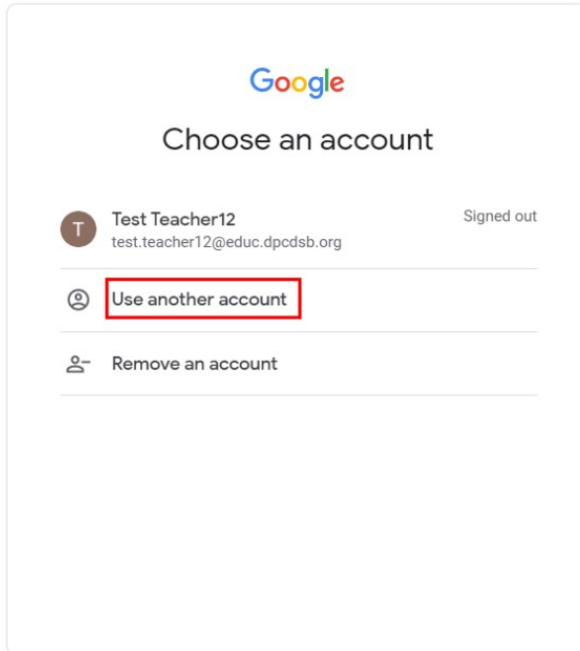 Google
Choose an account
T
Test Teacher12
Signed out
test.teacher12@educ.dpcdsb.org
Use another account
Remove an account